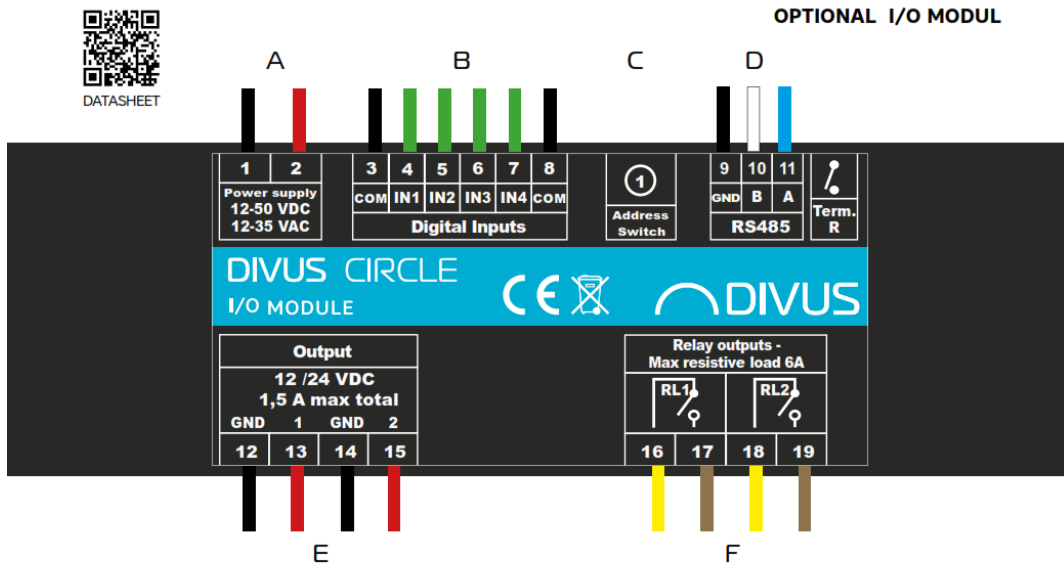 OPTIONAL I/O MODUL
DATASHEET
A B C D
1 2 3 4 5 6 7 8 1 9 10 11
Power supply
12-50 VDC
12-35 VAC
COM IN1 IN2 IN3 IN4 COM
Digital Inputs
Address
Switch
GND B A
RS485
Term.
R
DIVUS CIRCLE
I/O MODULE
CE
DIVUS
Output
12 /24 VDC
1,5 A max total
GND 1 GND 2
12 13 14 15
Relay outputs -
Max resistive load 6A
RL1 RL2
16 17 18 19
E F